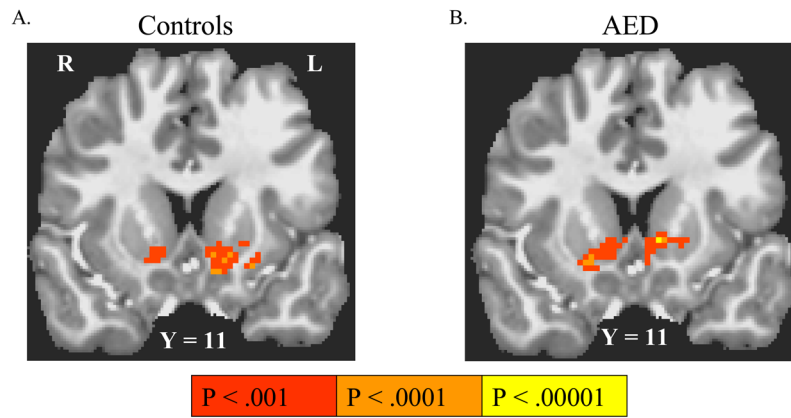 A.
Controls
R
L
Y = 11
B.
AED
Y = 11
P < .001
P < .0001
P < .00001